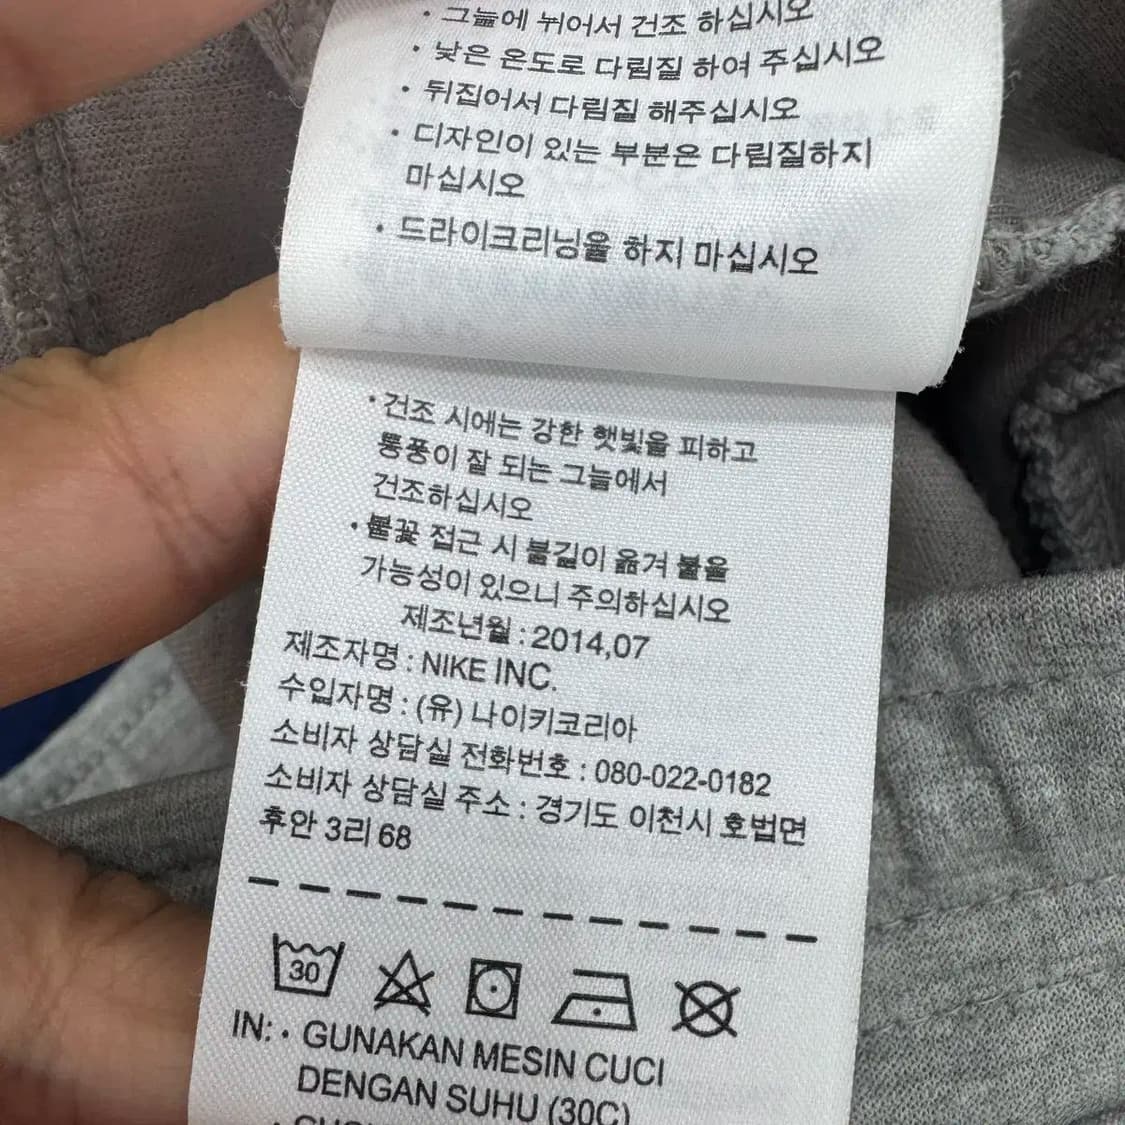 • 그늘에 뉘어서 건조 하십시오
• 낮은 온도로 다림질 하여 주십시오
• 뒤집어서 다림질 해주십시오
• 디자인이 있는 부분은 다림질하지
마십시오
• 드라이크리닝을 하지 마십시오
• 건조 시에는 강한 햇빛을 피하고
통풍이 잘 되는 그늘에서
건조하십시오
• 불꽃 접근 시 불길이 옮겨 붙을
가능성이 있으니 주의하십시오
제조년월 : 2014,07
제조자명 : NIKE INC.
수입자명 : (유) 나이키코리아
소비자 상담실 전화번호 : 080-022-0182
소비자 상담실 주소 : 경기도 이천시 호법면
후안 3리 68
30
IN: • GUNAKAN MESIN CUCI
DENGAN SUHU (30C)